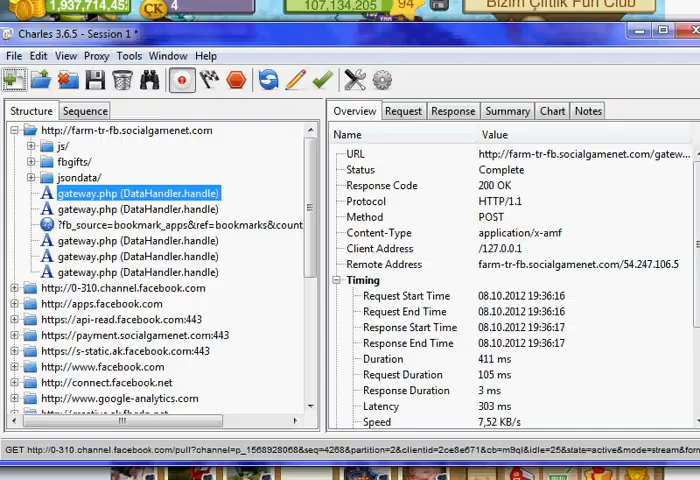 1,937,714,45
CK
4
107,134,205
94
Bizim Çiftlik Fun Club
Charles 3.6.5 - Session 1 *
File Edit View Proxy Tools Window Help
Structure Sequence
http://farm-tr-fb.socialgamenet.com
js/
fbgifts/
jsondata/
gateway.php (DataHandler.handle)
gateway.php (DataHandler.handle)
?fb_source=bookmark_apps&ref=bookmarks&count
gateway.php (DataHandler.handle)
gateway.php (DataHandler.handle)
gateway.php (DataHandler.handle)
http://0-310.channel.facebook.com
http://apps.facebook.com
https://api-read.facebook.com:443
https://payment.socialgamenet.com:443
https://s-static.ak.facebook.com:443
http://www.facebook.com
http://connect.facebook.net
http://www.google-analytics.com
Overview Request Response Summary Chart Notes
Name Value
URL http://farm-tr-fb.socialgamenet.com/gatew...
Status Complete
Response Code 200 OK
Protocol HTTP/1.1
Method POST
Content-Type application/x-amf
Client Address /127.0.0.1
Remote Address farm-tr-fb.socialgamenet.com/54.247.106.5
Timing
Request Start Time 08.10.2012 19:36:16
Request End Time 08.10.2012 19:36:16
Response Start Time 08.10.2012 19:36:17
Response End Time 08.10.2012 19:36:17
Duration 411 ms
Request Duration 105 ms
Response Duration 3 ms
Latency 303 ms
Speed 7,52 KB/s
GET http://0-310.channel.facebook.com/pull?channel=p_1568928068&seq=4268&partition=2&clientid=2ce8e671&cb=m9ql&idle=25&state=active&mode=stream&form